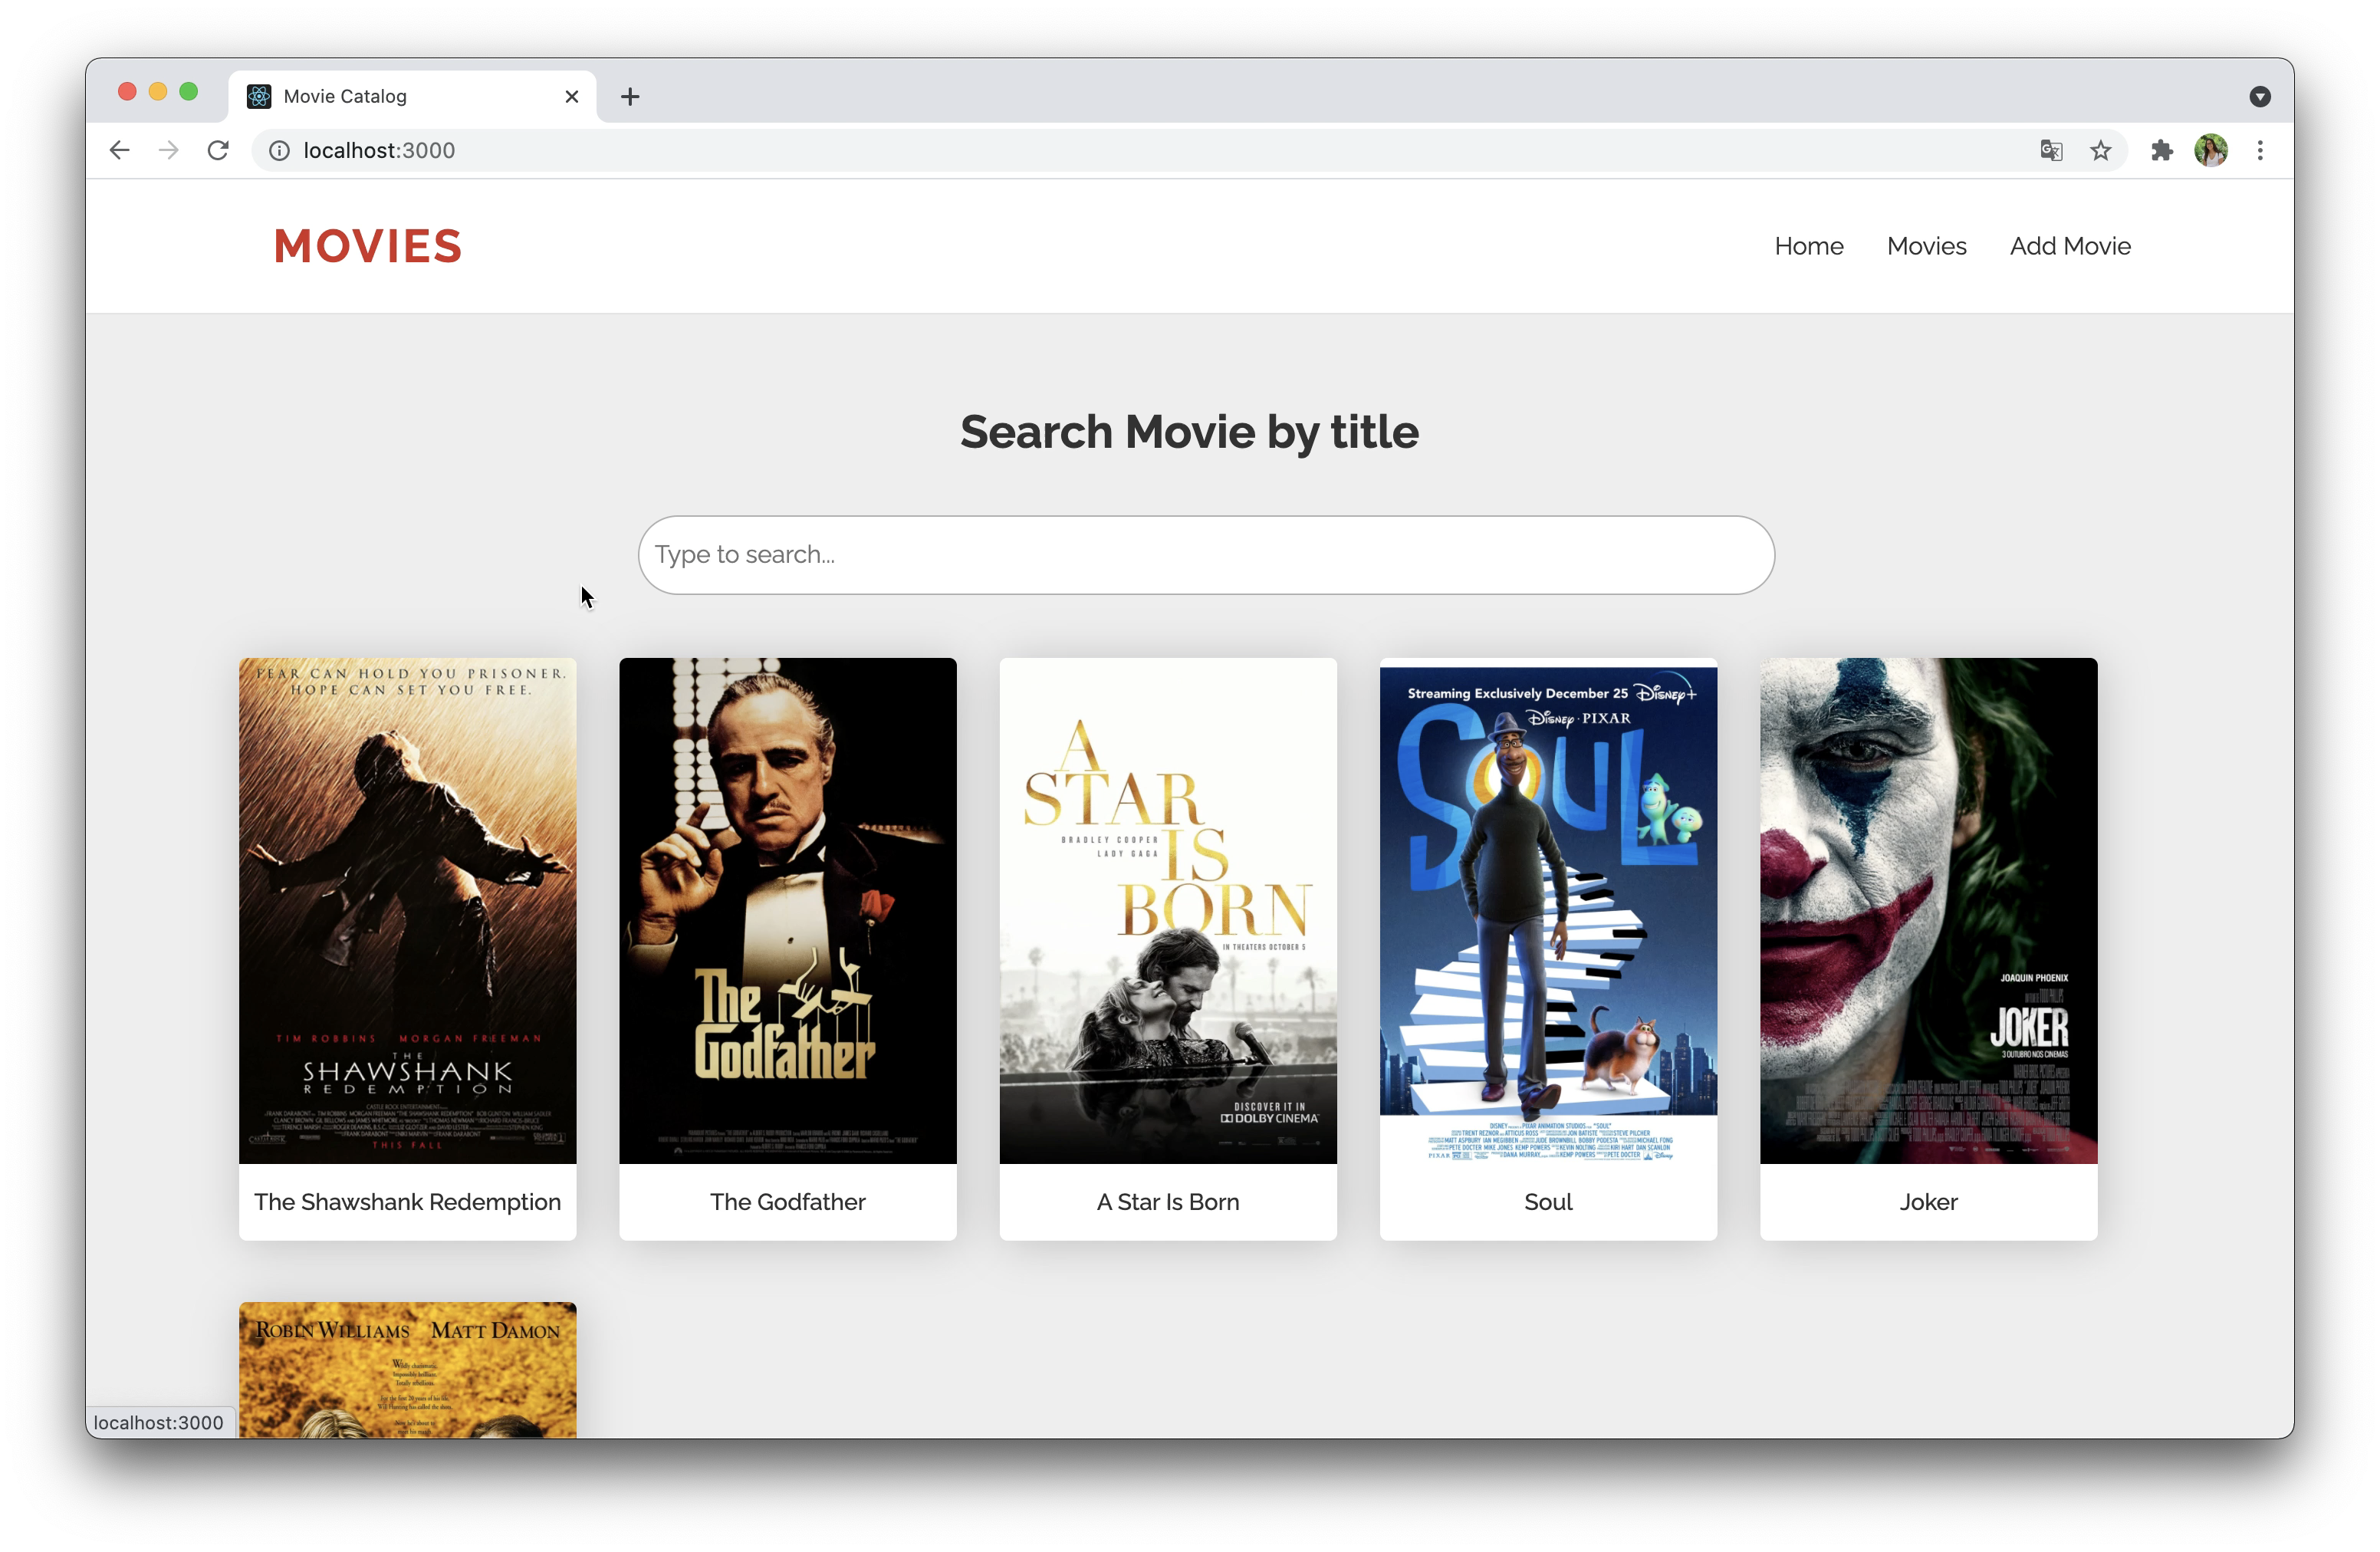 Movie Catalog
localhost:3000
MOVIES
Home Movies Add Movie
Search Movie by title
Type to search...
FEAR CAN HOLD YOU PRISONER.
HOPE CAN SET YOU FREE.
TIM ROBBINS MORGAN FREEMAN
THE
SHAWSHANK
REDEMPTION
THIS FALL
The Shawshank Redemption
The
Godfather
The Godfather
A
STAR
BRADLEY COOPER
LADY GAGA
IS
BORN
IN THEATERS OCTOBER 5
DISCOVER IT IN
DOLBY CINEMA
A Star Is Born
Streaming Exclusively December 25 Disney+
Disney · PIXAR
SOUL
Soul
JOAQUIN PHOENIX
JOKER
3 OUTUBRO NOS CINEMAS
Joker
ROBIN WILLIAMS MATT DAMON
localhost:3000